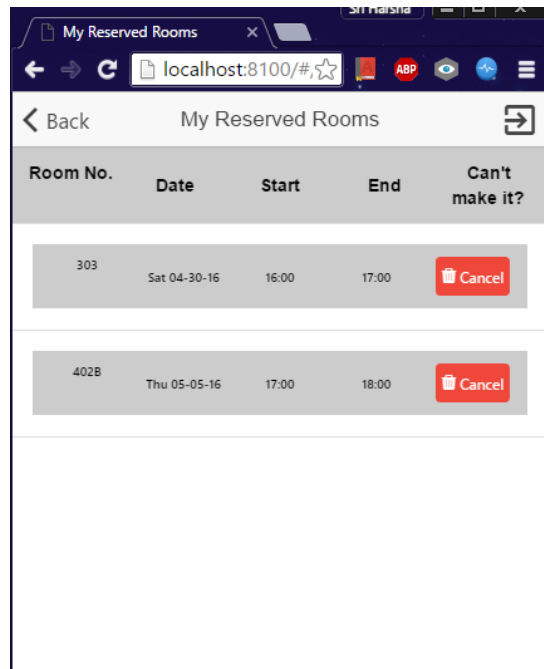 Sri Harsha
My Reserved Rooms
localhost:8100/#/
ABP
Back
My Reserved Rooms
Room No. Date Start End Can't
make it?
303 Sat 04-30-16 16:00 17:00 Cancel
402B Thu 05-05-16 17:00 18:00 Cancel